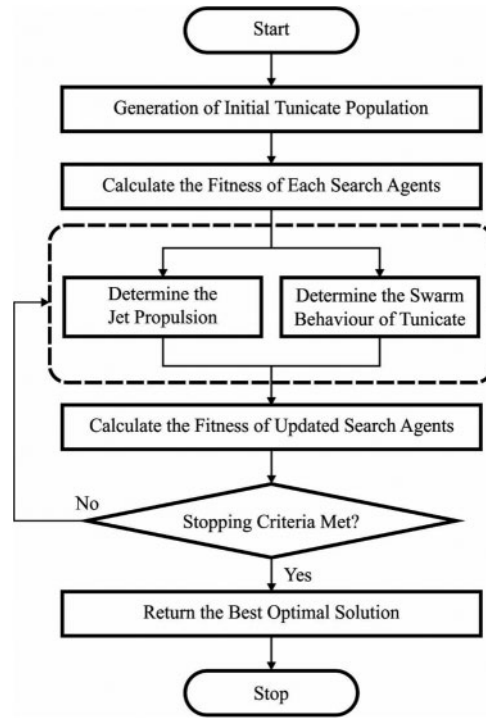 Start
Generation of Initial Tunicate Population
Calculate the Fitness of Each Search Agents
Determine the
Jet Propulsion
Determine the Swarm
Behaviour of Tunicate
Calculate the Fitness of Updated Search Agents
No
Stopping Criteria Met?
Yes
Return the Best Optimal Solution
Stop